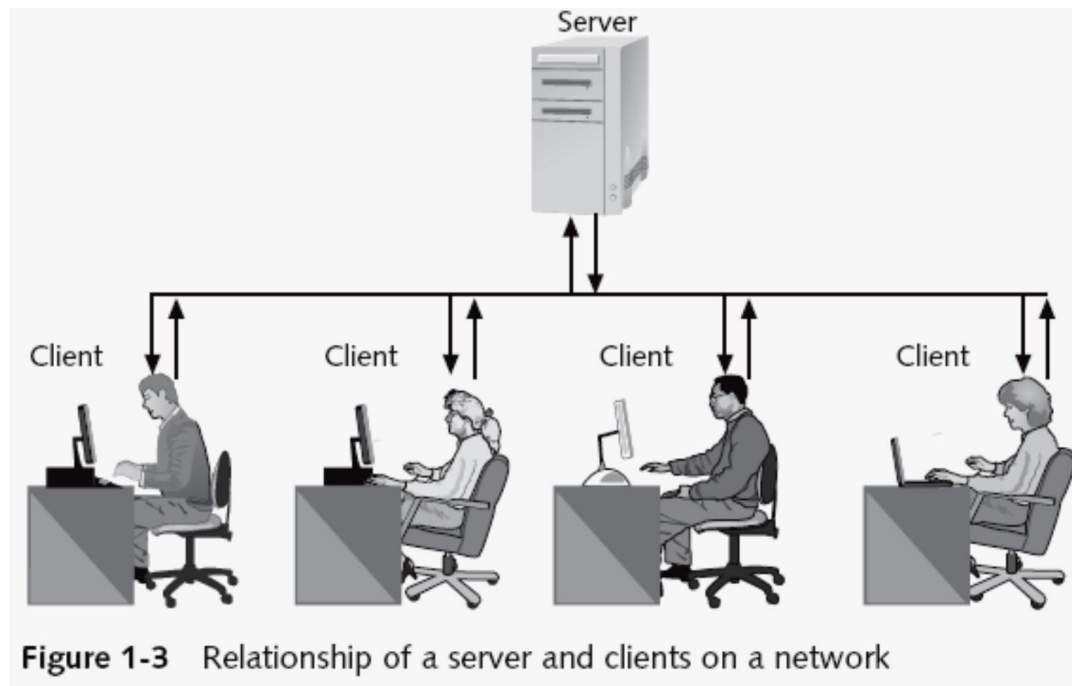 Server
Client
Client
Client
Client
Figure 1-3 Relationship of a server and clients on a network